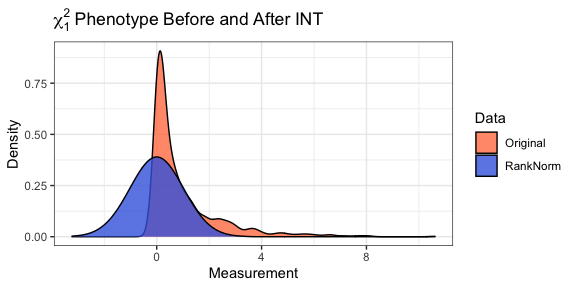 χ²₁ Phenotype Before and After INT
Density
0.75
0.50
0.25
0.00
0
4
8
Measurement
Data
Original
RankNorm